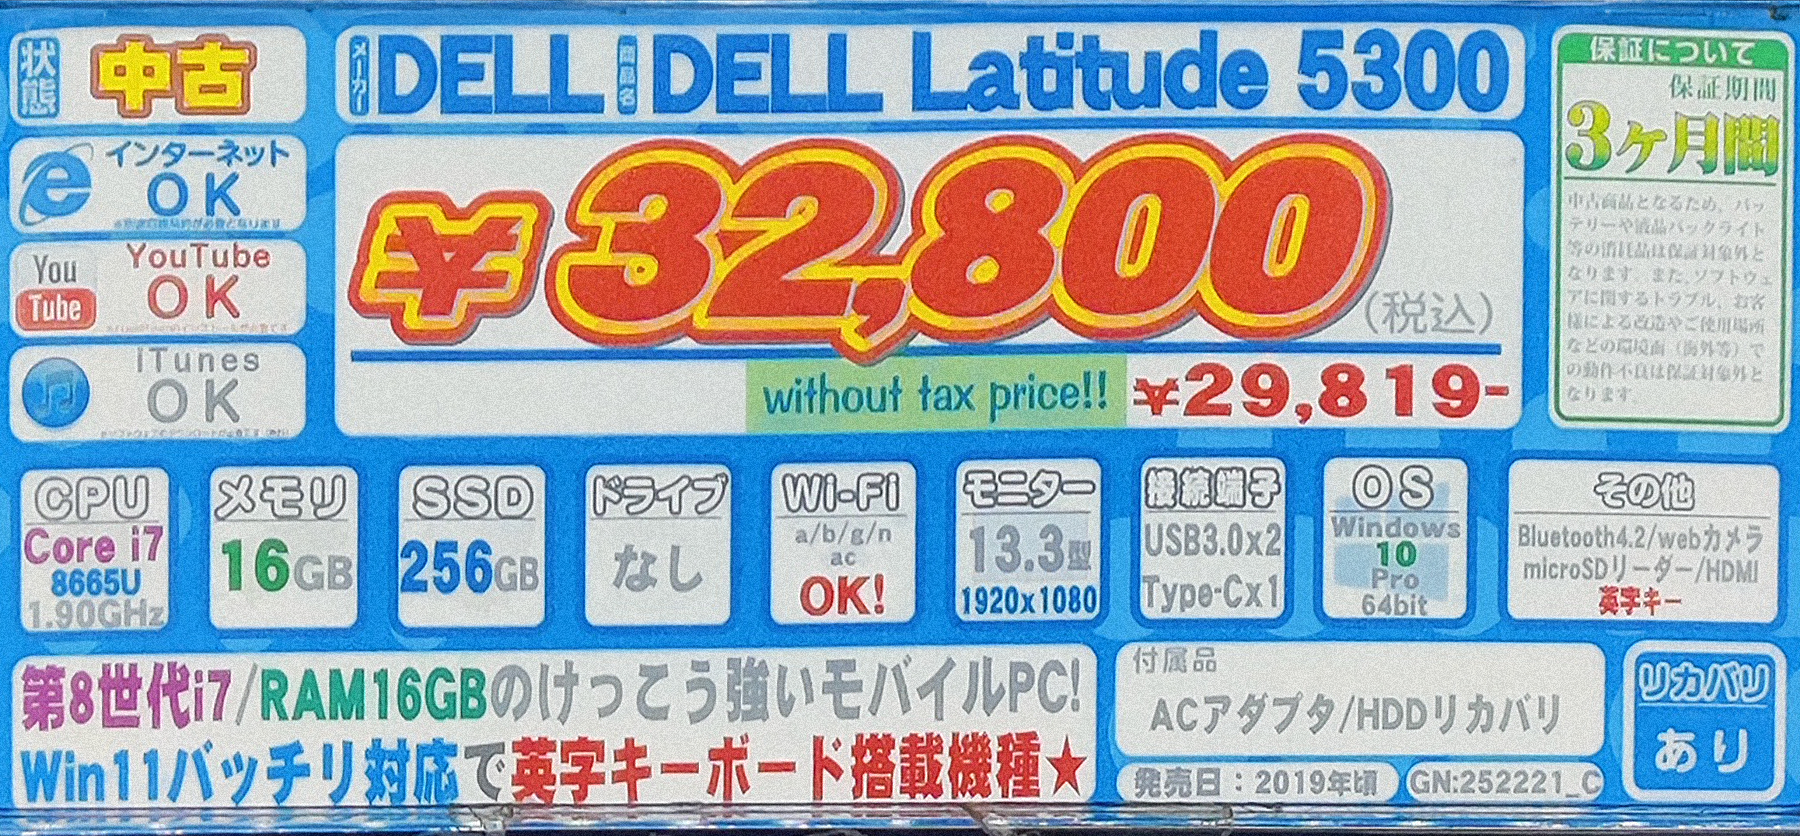 状態 中古
メーカー DELL 商品名 DELL Latitude 5300
インターネット
OK
You Tube
YouTube
OK
iTunes
OK
¥32,800(税込)
without tax price!! ¥29,819-
保証について
保証期間
3ヶ月間
中古商品となるため、バッ
テリーや液晶バックライト
等の消耗品は保証対象外と
なります。また、ソフトウェ
アに関するトラブル、お客
様による改造やご使用場所
などの環境面（海外等）で
の動作不良は保証対象外と
なります。
CPU
Core i7
8665U
1.90GHz
メモリ
16GB
SSD
256GB
ドライブ
なし
Wi-Fi
a/b/g/n
ac
OK!
モニター
13.3型
1920x1080
接続端子
USB3.0x2
Type-Cx1
OS
Windows
10
Pro
64bit
その他
Bluetooth4.2/webカメラ
microSDリーダー/HDMI
英字キー
第8世代i7/RAM16GBのけっこう強いモバイルPC!
Win11バッチリ対応で英字キーボード搭載機種★
付属品
ACアダプタ/HDDリカバリ
発売日：2019年頃
GN:252221_C
リカバリ
あり